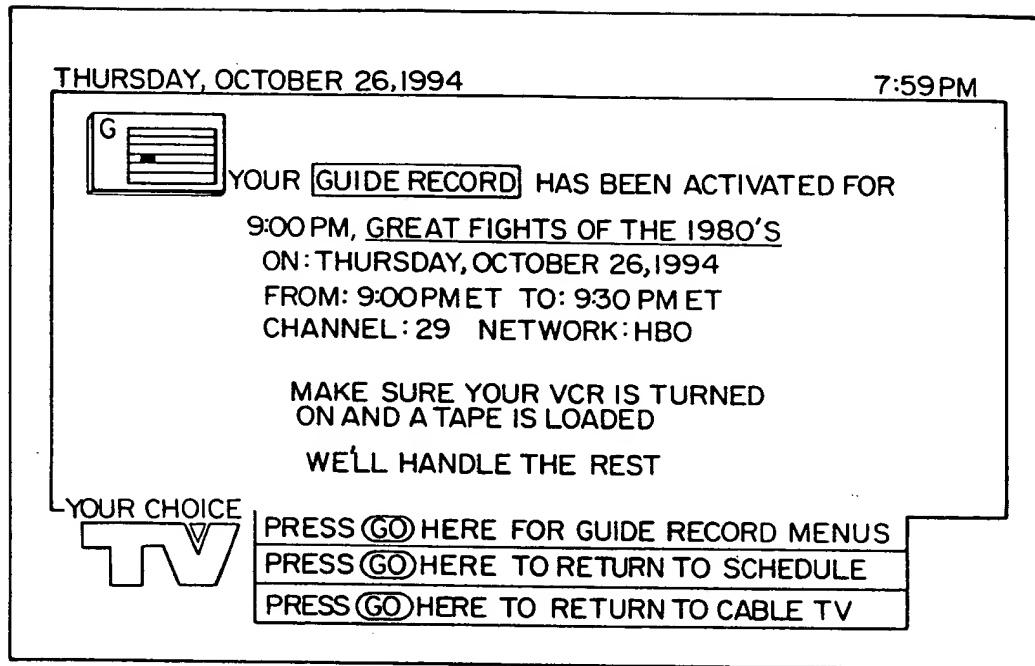 THURSDAY, OCTOBER 26,1994 7:59PM
G
YOUR GUIDE RECORD HAS BEEN ACTIVATED FOR
9:00 PM, GREAT FIGHTS OF THE 1980'S
ON: THURSDAY, OCTOBER 26,1994
FROM: 9:00 PM ET TO: 9:30 PM ET
CHANNEL: 29 NETWORK: HBO
MAKE SURE YOUR VCR IS TURNED
ON AND A TAPE IS LOADED
WE'LL HANDLE THE REST
YOUR CHOICE
TV
PRESS GO HERE FOR GUIDE RECORD MENUS
PRESS GO HERE TO RETURN TO SCHEDULE
PRESS GO HERE TO RETURN TO CABLE TV